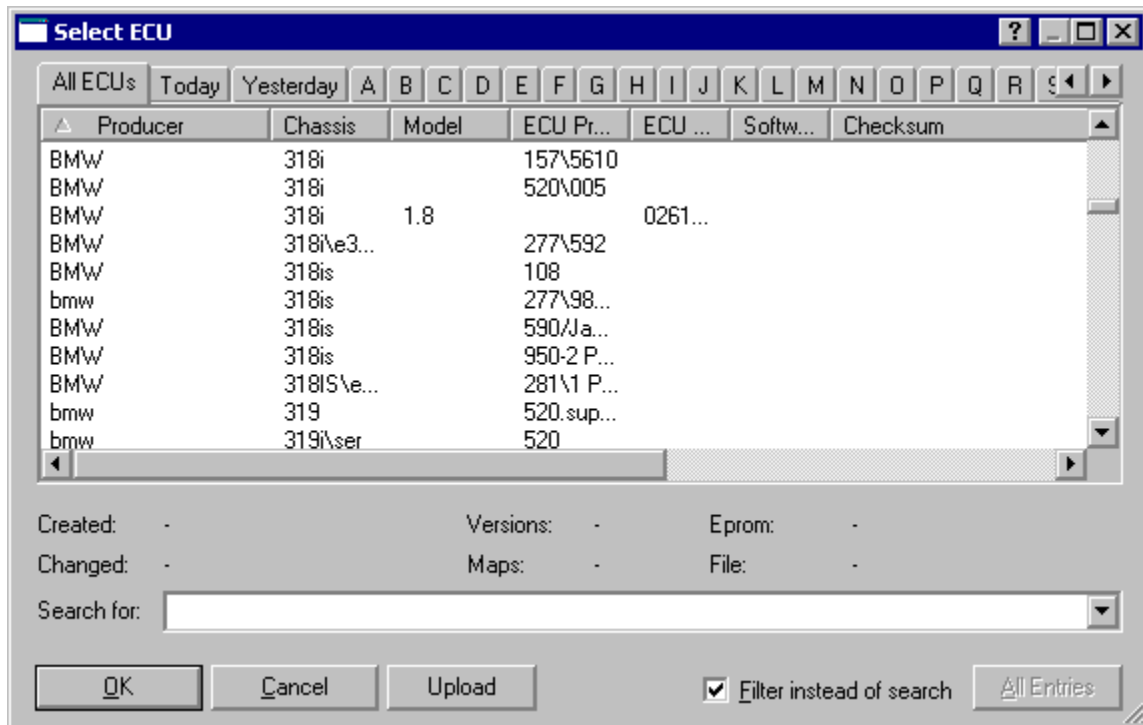 Select ECU
All ECUs Today Yesterday A B C D E F G H I J K L M N O P Q R
Producer Chassis Model ECU Pr... ECU ... Softw... Checksum
BMW 318i 157\5610
BMW 318i 520\005
BMW 318i 1.8 0261...
BMW 318i\e3... 277\592
BMW 318is 108
bmw 318is 277\98...
BMW 318is 590/Ja...
BMW 318is 950-2 P...
BMW 318IS\e... 281\1 P...
bmw 319 520.sup...
bmw 319i\ser 520
Created: - Versions: - Eprom: -
Changed: - Maps: - File: -
Search for:
OK Cancel Upload Filter instead of search All Entries